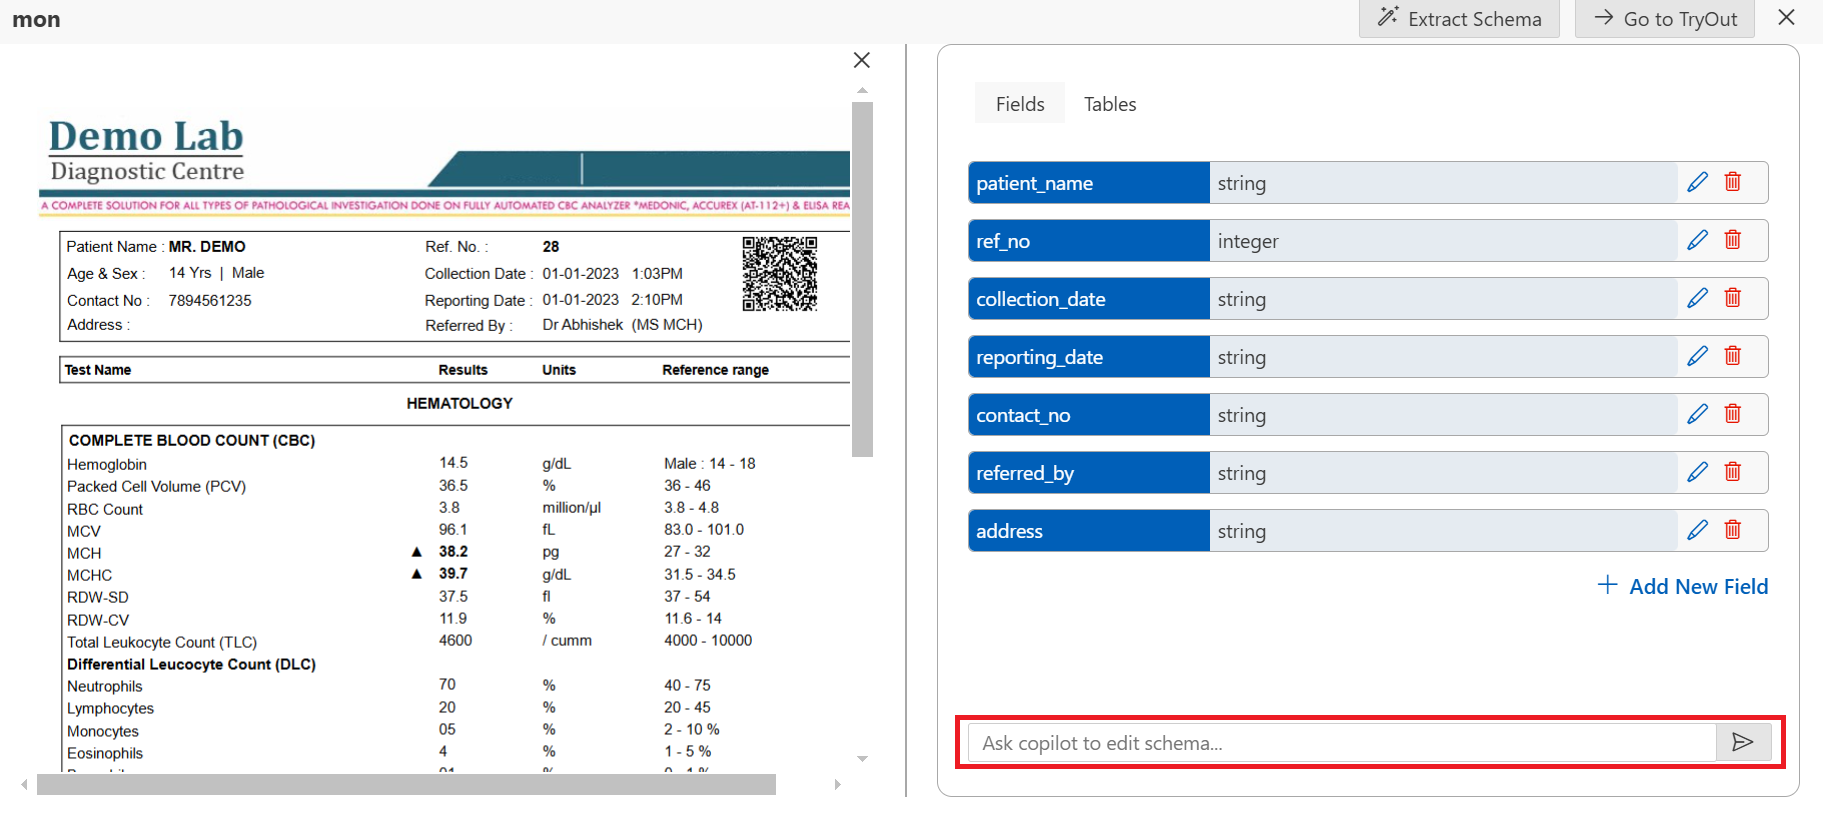 mon
Extract Schema
Go to TryOut
Demo Lab
Diagnostic Centre
A COMPLETE SOLUTION FOR ALL TYPES OF PATHOLOGICAL INVESTIGATION DONE ON FULLY AUTOMATED CBC ANALYZER *MEDONIC, ACCUREX (AT-112+) & ELISA REA
Patient Name : MR. DEMO Ref. No. : 28
Age & Sex : 14 Yrs | Male Collection Date : 01-01-2023 1:03PM
Contact No : 7894561235 Reporting Date : 01-01-2023 2:10PM
Address : Referred By : Dr Abhishek (MS MCH)
Test Name Results Units Reference range
HEMATOLOGY
COMPLETE BLOOD COUNT (CBC)
Hemoglobin 14.5 g/dL Male : 14 - 18
Packed Cell Volume (PCV) 36.5 % 36 - 46
RBC Count 3.8 million/µl 3.8 - 4.8
MCV 96.1 fL 83.0 - 101.0
MCH ▲ 38.2 pg 27 - 32
MCHC ▲ 39.7 g/dL 31.5 - 34.5
RDW-SD 37.5 fl 37 - 54
RDW-CV 11.9 % 11.6 - 14
Total Leukocyte Count (TLC) 4600 / cumm 4000 - 10000
Differential Leucocyte Count (DLC)
Neutrophils 70 % 40 - 75
Lymphocytes 20 % 20 - 45
Monocytes 05 % 2 - 10 %
Eosinophils 4 % 1 - 5 %
Fields Tables
patient_name string
ref_no integer
collection_date string
reporting_date string
contact_no string
referred_by string
address string
Add New Field
Ask copilot to edit schema...